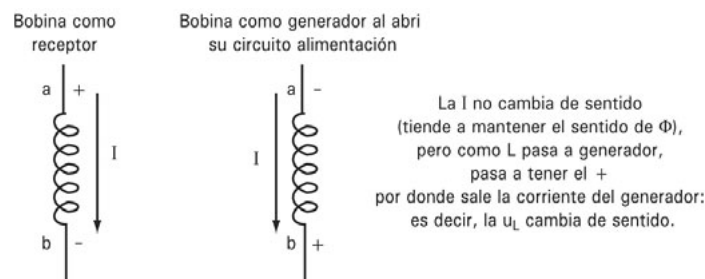 Bobina como
receptor
Bobina como generador al abri
su circuito alimentación
a +
I
b -
a -
I
b +
La I no cambia de sentido
(tiende a mantener el sentido de Φ),
pero como L pasa a generador,
pasa a tener el +
por donde sale la corriente del generador:
es decir, la uL cambia de sentido.